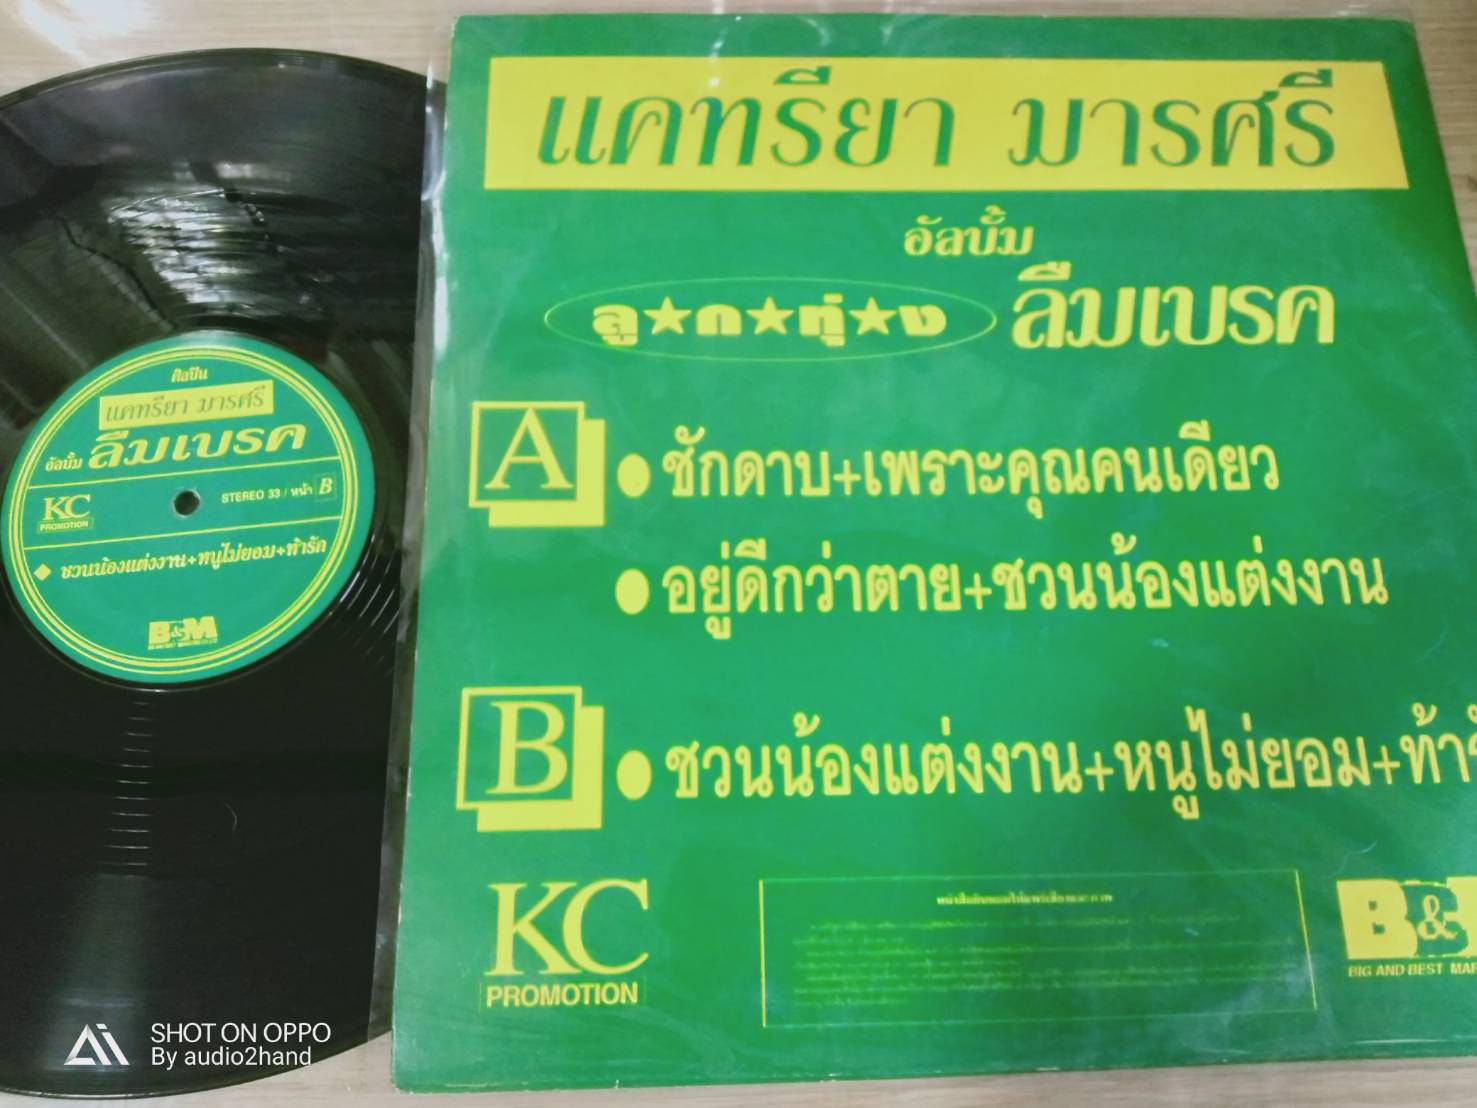 ศิลปิน
แคทรียา มารศรี
อัลบั้ม ลืมเบรค
KC
PROMOTION
STEREO 33 / หน้า B
ชวนน้องแต่งงาน+หนูไม่ยอม+ท้ารัก
B&M
แคทรียา มารศรี
อัลบั้ม
ลู★ก★ทุ่★ง ลืมเบรค
A
●ชักดาบ+เพราะคุณคนเดียว
●อยู่ดีกว่าตาย+ชวนน้องแต่งงาน
B
●ชวนน้องแต่งงาน+หนูไม่ยอม+ท้า
KC
PROMOTION
B&
BIG AND BEST MAR
SHOT ON OPPO
By audio2hand